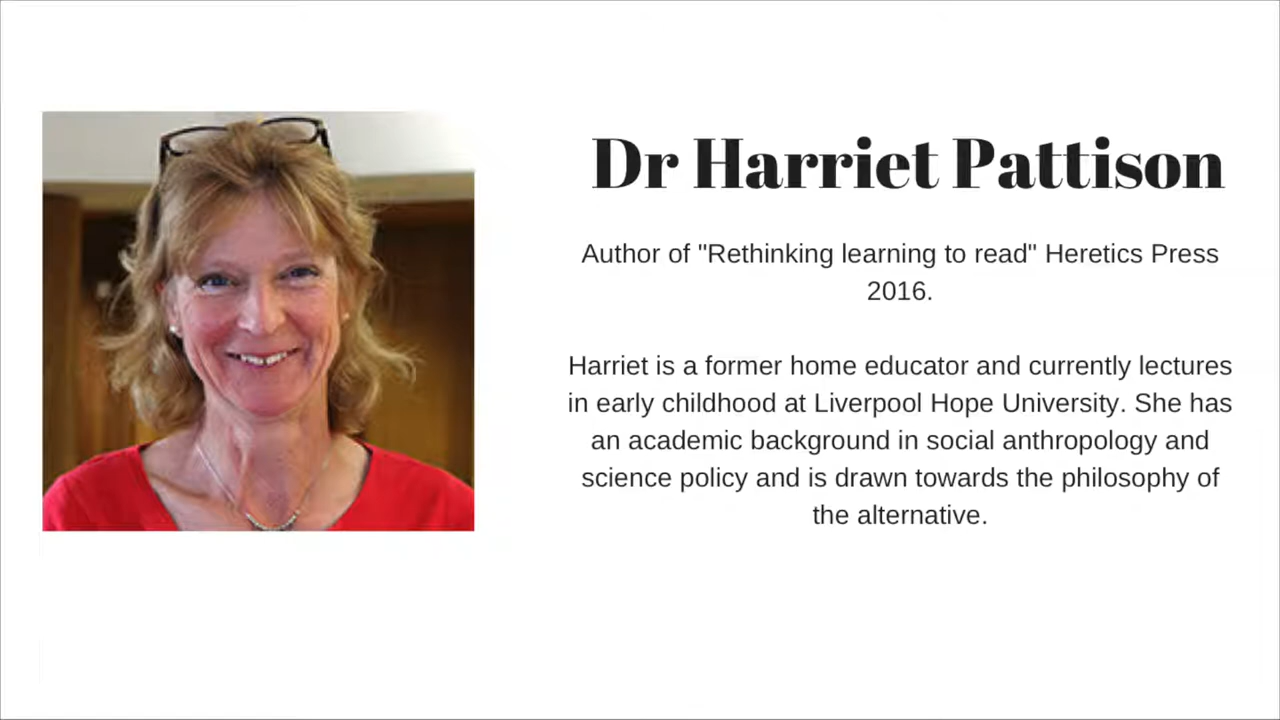 Dr Harriet Pattison
Author of "Rethinking learning to read" Heretics Press
2016.
Harriet is a former home educator and currently lectures
in early childhood at Liverpool Hope University. She has
an academic background in social anthropology and
science policy and is drawn towards the philosophy of
the alternative.